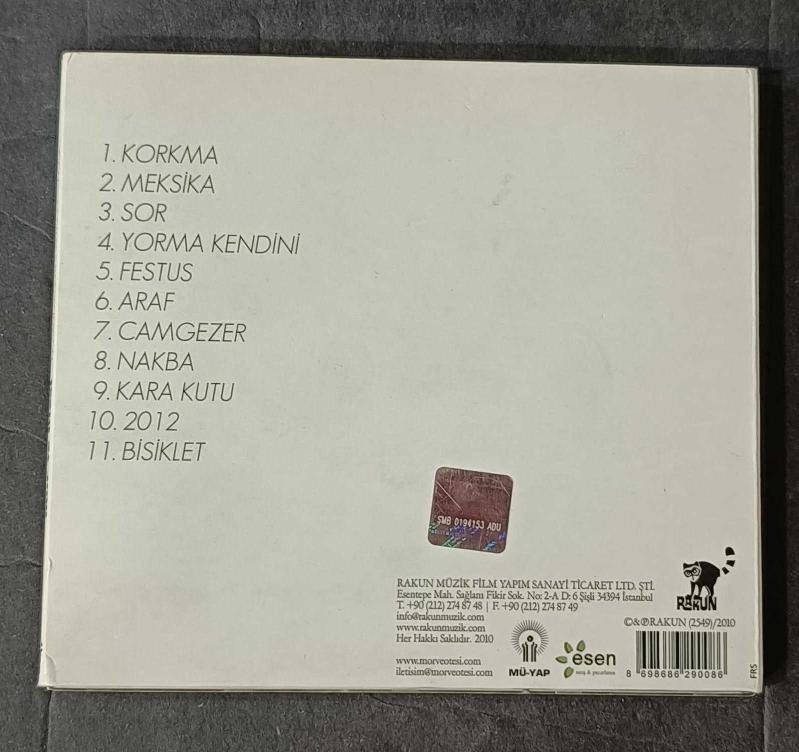 1. KORKMA
2. MEKSİKA
3. SOR
4. YORMA KENDİNİ
5. FESTUS
6. ARAF
7. CAMGEZER
8. NAKBA
9. KARA KUTU
10. 2012
11. BİSİKLET
SMB 0194153 ADU
RAKUN MÜZİK FİLM YAPIM SANAYİ TİCARET LTD. ŞTİ.
Esentepe Mah. Sağlam Fikir Sok. No: 2-A D: 6 Şişli 34394 İstanbul
T. +90 (212) 274 87 48 | F. +90 (212) 274 87 49
info@rakunmuzik.com
www.rakunmuzik.com
Her Hakkı Saklıdır. 2010
www.morveotesi.com
iletisim@morveotesi.com
MÜ-YAP
esen
satış & pazarlama
RAKUN
©&℗RAKUN (2549)/2010
8 698686 290086
FRS